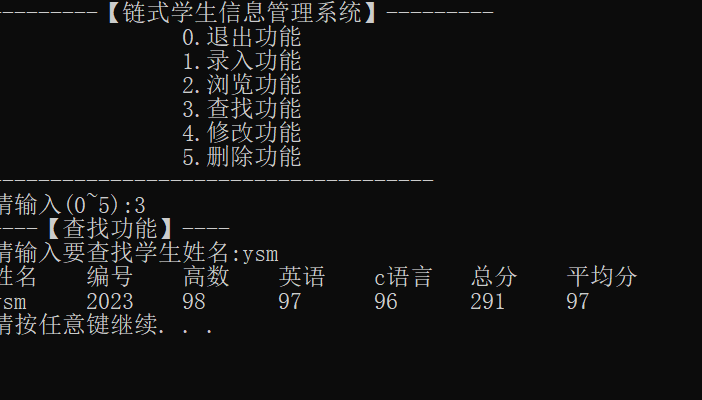 ---------【链式学生信息管理系统】---------
0.退出功能
1.录入功能
2.浏览功能
3.查找功能
4.修改功能
5.删除功能
-------------------------------------
请输入(0~5):3
----【查找功能】----
请输入要查找学生姓名:ysm
姓名 编号 高数 英语 c语言 总分 平均分
ysm 2023 98 97 96 291 97
请按任意键继续. . .